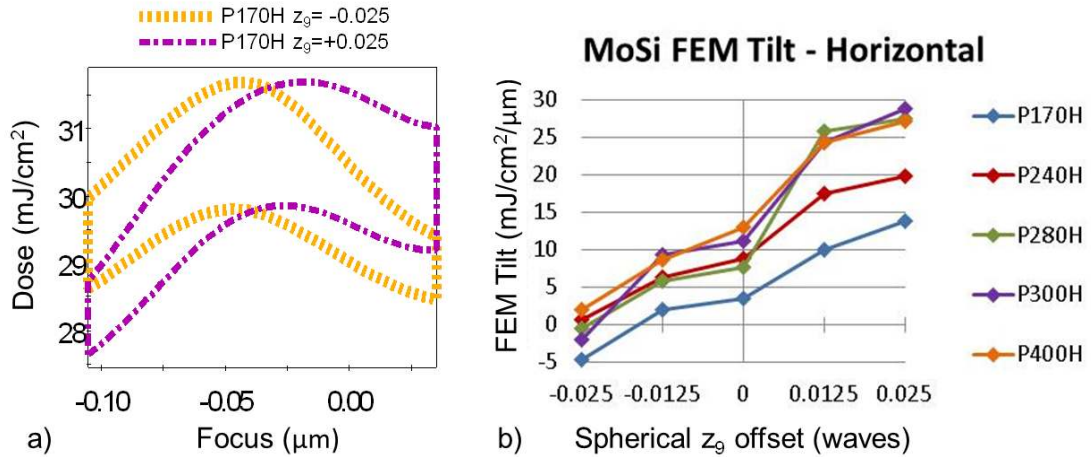 P170H z9= -0.025
P170H z9=+0.025
31
30
29
28
Dose (mJ/cm2)
-0.10 -0.05 0.00
a) Focus (μm)
MoSi FEM Tilt - Horizontal
30
25
20
15
10
5
0
-5
FEM Tilt (mJ/cm2/μm)
-0.025 -0.0125 0 0.0125 0.025
b) Spherical z9 offset (waves)
P170H
P240H
P280H
P300H
P400H